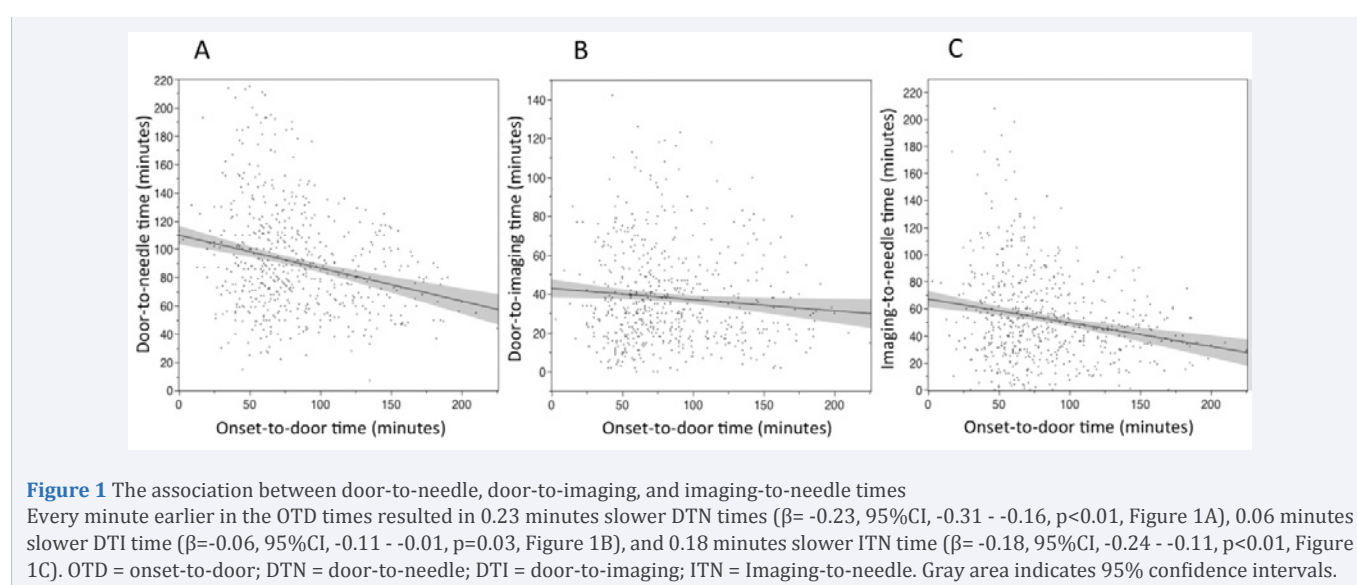 A
B
C
Door-to-needle time (minutes)
220
200
180
160
140
120
100
80
60
40
20
0
0 50 100 150 200
Onset-to-door time (minutes)
Door-to-imaging time (minutes)
140
120
100
80
60
40
20
0
0 50 100 150 200
Onset-to-door time (minutes)
Imaging-to-needle time (minutes)
220
200
180
160
140
120
100
80
60
40
20
0
0 50 100 150 200
Onset-to-door time (minutes)
Figure 1 The association between door-to-needle, door-to-imaging, and imaging-to-needle times
Every minute earlier in the OTD times resulted in 0.23 minutes slower DTN times (β= -0.23, 95%CI, -0.31 - -0.16, p<0.01, Figure 1A), 0.06 minutes
slower DTI time (β=-0.06, 95%CI, -0.11 - -0.01, p=0.03, Figure 1B), and 0.18 minutes slower ITN time (β= -0.18, 95%CI, -0.24 - -0.11, p<0.01, Figure
1C). OTD = onset-to-door; DTN = door-to-needle; DTI = door-to-imaging; ITN = Imaging-to-needle. Gray area indicates 95% confidence intervals.